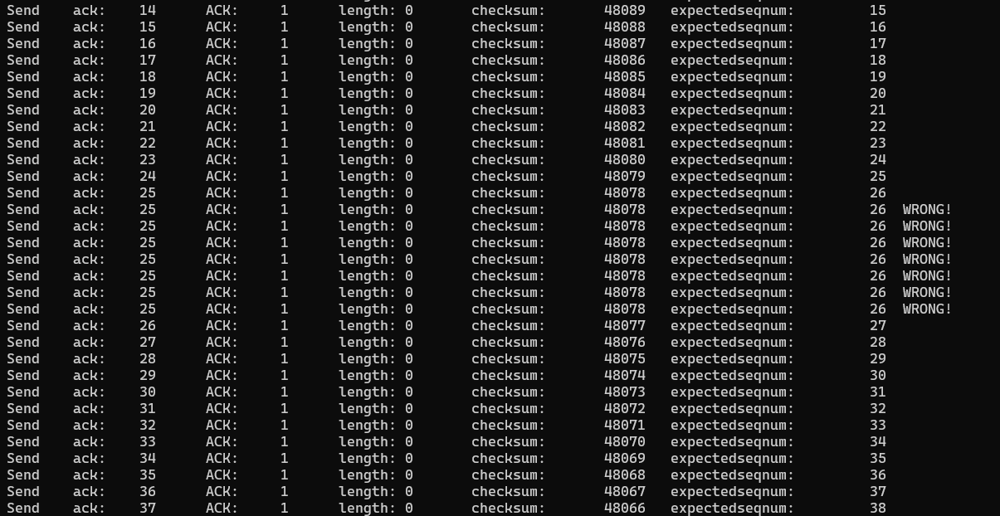 Send ack: 14 ACK: 1 length: 0 checksum: 48089 expectedseqnum: 15
Send ack: 15 ACK: 1 length: 0 checksum: 48088 expectedseqnum: 16
Send ack: 16 ACK: 1 length: 0 checksum: 48087 expectedseqnum: 17
Send ack: 17 ACK: 1 length: 0 checksum: 48086 expectedseqnum: 18
Send ack: 18 ACK: 1 length: 0 checksum: 48085 expectedseqnum: 19
Send ack: 19 ACK: 1 length: 0 checksum: 48084 expectedseqnum: 20
Send ack: 20 ACK: 1 length: 0 checksum: 48083 expectedseqnum: 21
Send ack: 21 ACK: 1 length: 0 checksum: 48082 expectedseqnum: 22
Send ack: 22 ACK: 1 length: 0 checksum: 48081 expectedseqnum: 23
Send ack: 23 ACK: 1 length: 0 checksum: 48080 expectedseqnum: 24
Send ack: 24 ACK: 1 length: 0 checksum: 48079 expectedseqnum: 25
Send ack: 25 ACK: 1 length: 0 checksum: 48078 expectedseqnum: 26
Send ack: 25 ACK: 1 length: 0 checksum: 48078 expectedseqnum: 26 WRONG!
Send ack: 25 ACK: 1 length: 0 checksum: 48078 expectedseqnum: 26 WRONG!
Send ack: 25 ACK: 1 length: 0 checksum: 48078 expectedseqnum: 26 WRONG!
Send ack: 25 ACK: 1 length: 0 checksum: 48078 expectedseqnum: 26 WRONG!
Send ack: 25 ACK: 1 length: 0 checksum: 48078 expectedseqnum: 26 WRONG!
Send ack: 25 ACK: 1 length: 0 checksum: 48078 expectedseqnum: 26 WRONG!
Send ack: 25 ACK: 1 length: 0 checksum: 48078 expectedseqnum: 26 WRONG!
Send ack: 26 ACK: 1 length: 0 checksum: 48077 expectedseqnum: 27
Send ack: 27 ACK: 1 length: 0 checksum: 48076 expectedseqnum: 28
Send ack: 28 ACK: 1 length: 0 checksum: 48075 expectedseqnum: 29
Send ack: 29 ACK: 1 length: 0 checksum: 48074 expectedseqnum: 30
Send ack: 30 ACK: 1 length: 0 checksum: 48073 expectedseqnum: 31
Send ack: 31 ACK: 1 length: 0 checksum: 48072 expectedseqnum: 32
Send ack: 32 ACK: 1 length: 0 checksum: 48071 expectedseqnum: 33
Send ack: 33 ACK: 1 length: 0 checksum: 48070 expectedseqnum: 34
Send ack: 34 ACK: 1 length: 0 checksum: 48069 expectedseqnum: 35
Send ack: 35 ACK: 1 length: 0 checksum: 48068 expectedseqnum: 36
Send ack: 36 ACK: 1 length: 0 checksum: 48067 expectedseqnum: 37
Send ack: 37 ACK: 1 length: 0 checksum: 48066 expectedseqnum: 38